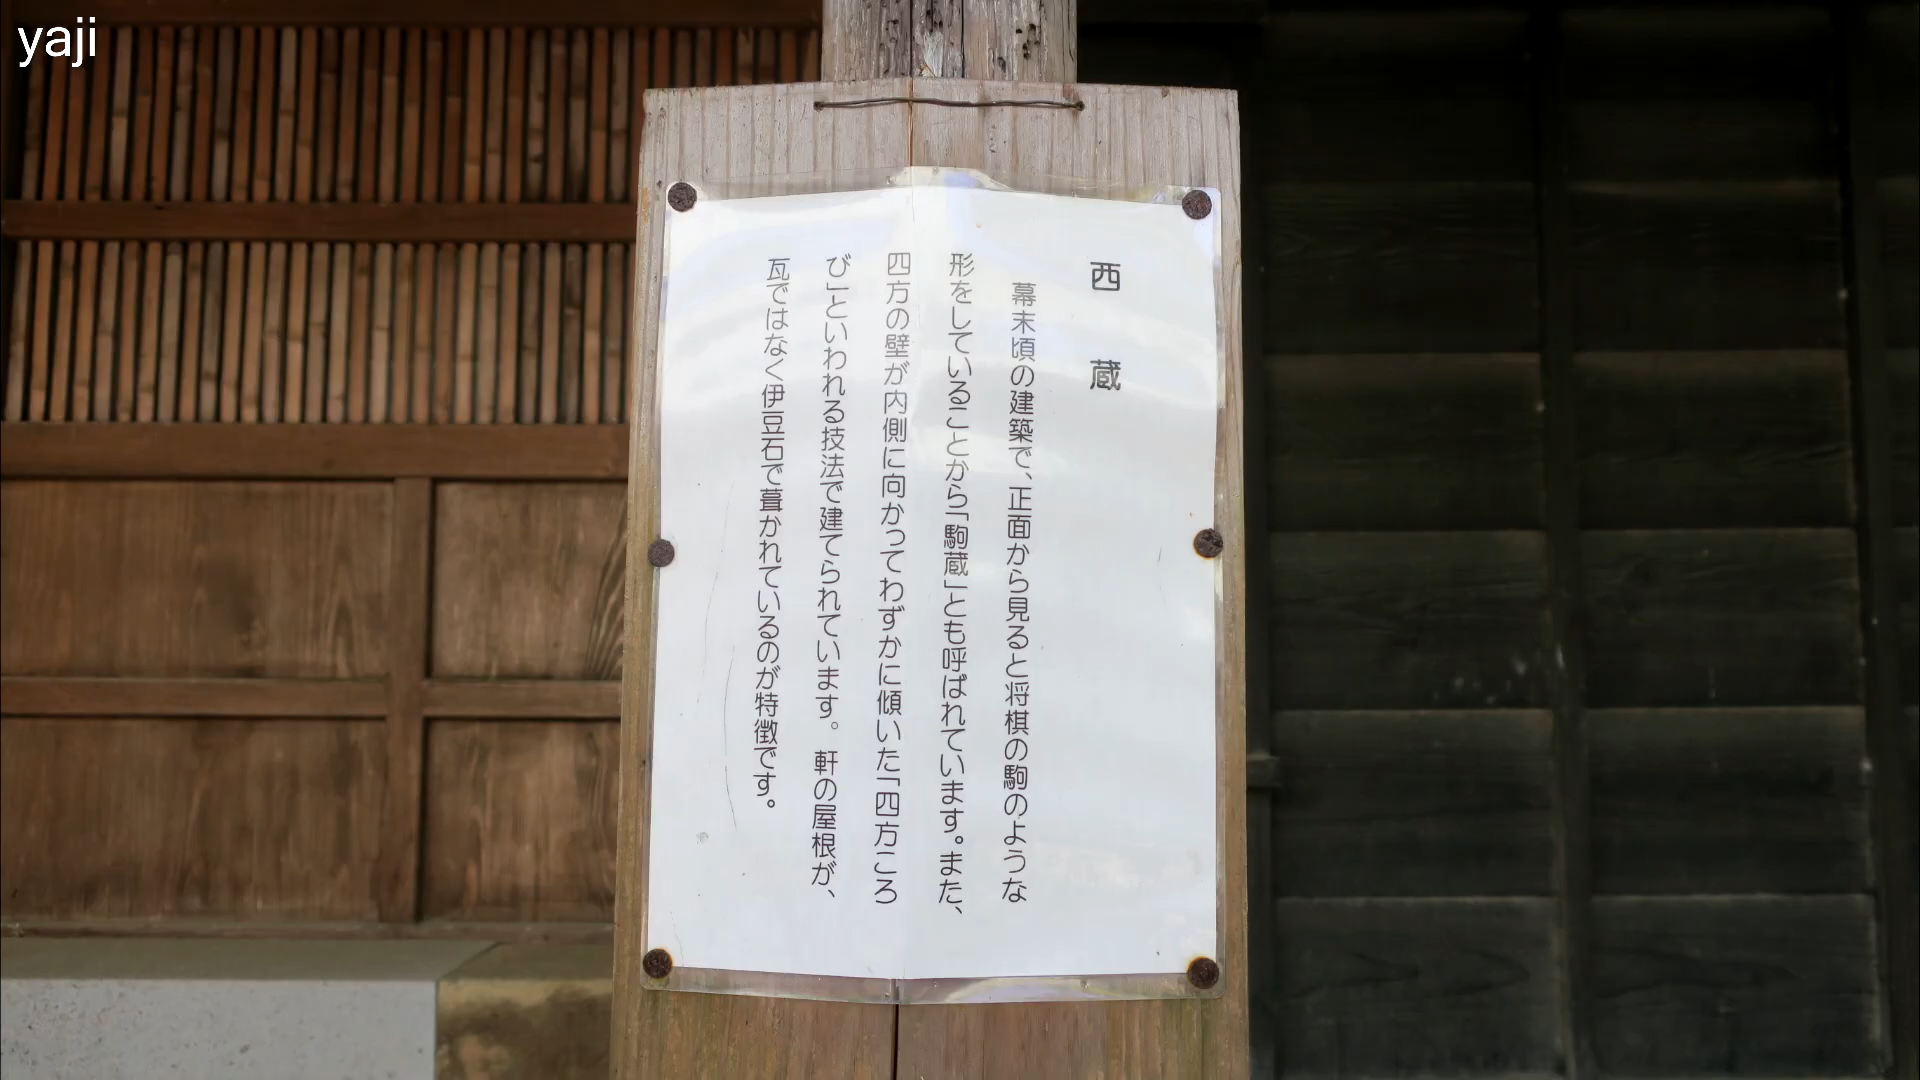 yaji
西蔵
幕末頃の建築で、正面から見ると将棋の駒のような
形をしていることから「駒蔵」とも呼ばれています。また、
四方の壁が内側に向かってわずかに傾いた「四方ころ
び」といわれる技法で建てられています。軒の屋根が、
瓦ではなく伊豆石で葺かれているのが特徴です。